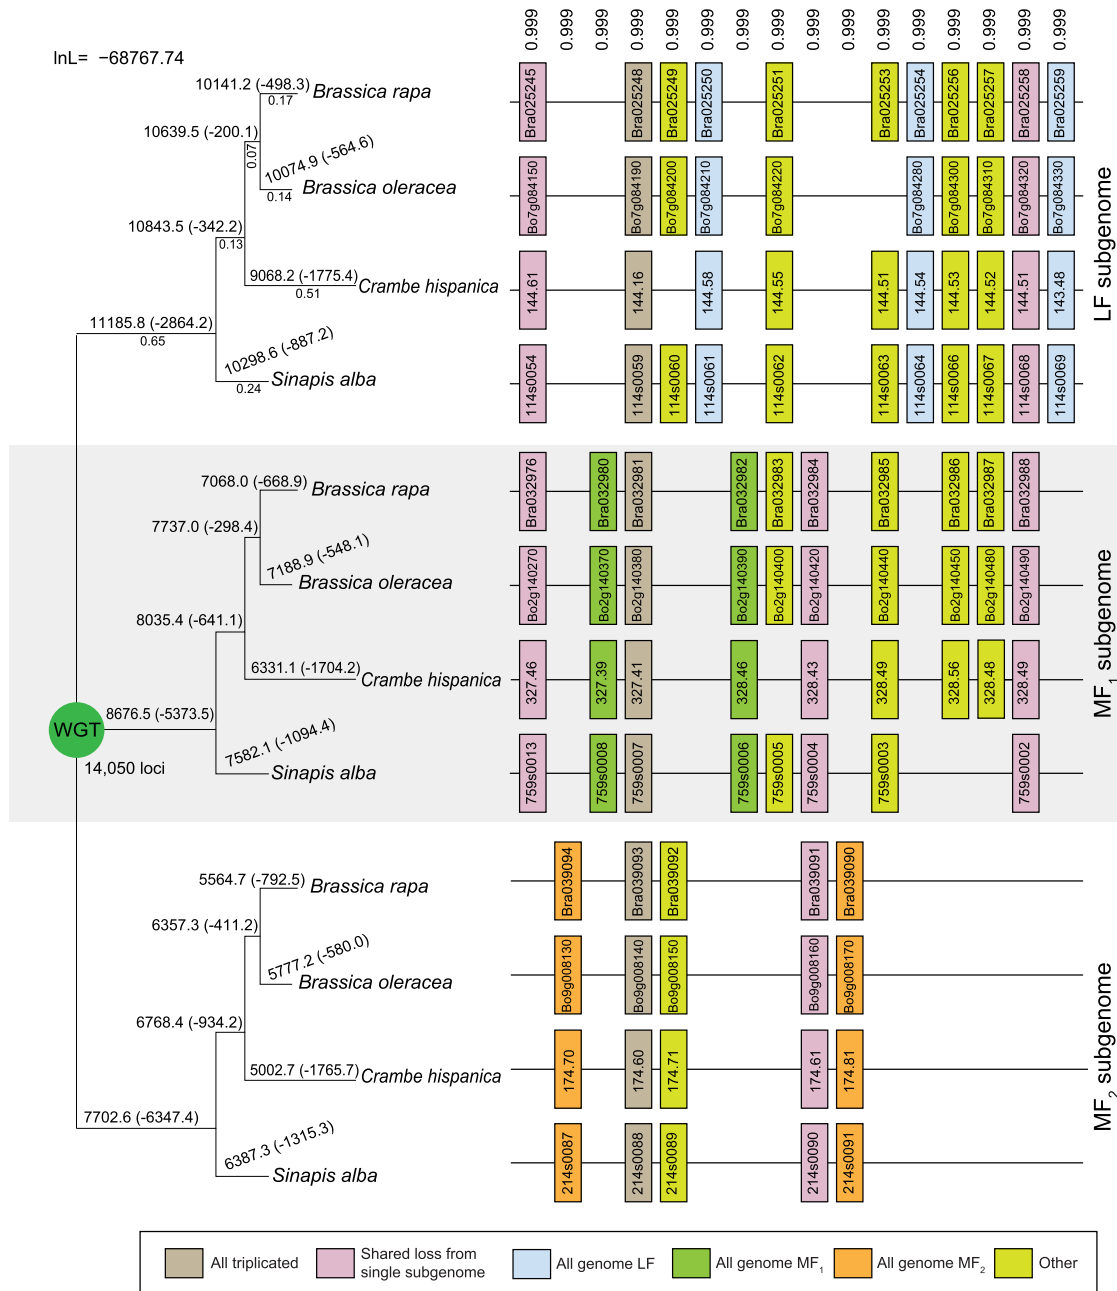 0.999 0.999 0.999 0.999 0.999 0.999 0.999 0.999 0.999 0.999 0.999 0.999 0.999 0.999 0.999 0.999
lnL= −68767.74
10141.2 (-498.3)
0.17
Brassica rapa
10639.5 (-200.1)
0.07
10074.9 (-564.6)
0.14
Brassica oleracea
10843.5 (-342.2)
0.13
9068.2 (-1775.4)
0.51
Crambe hispanica
11185.8 (-2864.2)
0.65
10298.6 (-887.2)
0.24
Sinapis alba
Bra025245 Bra025248 Bra025249 Bra025250 Bra025251 Bra025253 Bra025254 Bra025256 Bra025257 Bra025258 Bra025259
Bo7g084150 Bo7g084190 Bo7g084200 Bo7g084210 Bo7g084220 Bo7g084280 Bo7g084300 Bo7g084310 Bo7g084320 Bo7g084330
144.61 144.16 144.58 144.55 144.51 144.54 144.53 144.52 144.51 143.48
114s0054 114s0059 114s0060 114s0061 114s0062 114s0063 114s0064 114s0066 114s0067 114s0068 114s0069
LF subgenome
7068.0 (-668.9)
Brassica rapa
7737.0 (-298.4)
7188.9 (-548.1)
Brassica oleracea
8035.4 (-641.1)
6331.1 (-1704.2)
Crambe hispanica
WGT
8676.5 (-5373.5)
14,050 loci
7582.1 (-1094.4)
Sinapis alba
Bra032976 Bra032980 Bra032981 Bra032982 Bra032983 Bra032984 Bra032985 Bra032986 Bra032987 Bra032988
Bo2g140270 Bo2g140370 Bo2g140380 Bo2g140390 Bo2g140400 Bo2g140420 Bo2g140440 Bo2g140450 Bo2g140480 Bo2g140490
327.46 327.39 327.41 328.46 328.43 328.49 328.56 328.48 328.49
759s0013 759s0008 759s0007 759s0006 759s0005 759s0004 759s0003 759s0002
MF1 subgenome
5564.7 (-792.5)
Brassica rapa
6357.3 (-411.2)
5777.2 (-580.0)
Brassica oleracea
6768.4 (-934.2)
5002.7 (-1765.7)
Crambe hispanica
7702.6 (-6347.4)
6387.3 (-1315.3)
Sinapis alba
Bra039094 Bra039093 Bra039092 Bra039091 Bra039090
Bo9g008130 Bo9g008140 Bo9g008150 Bo9g008160 Bo9g008170
174.70 174.60 174.71 174.61 174.81
214s0087 214s0088 214s0089 214s0090 214s0091
MF2 subgenome
All triplicated
Shared loss from
single subgenome
All genome LF
All genome MF1
All genome MF2
Other